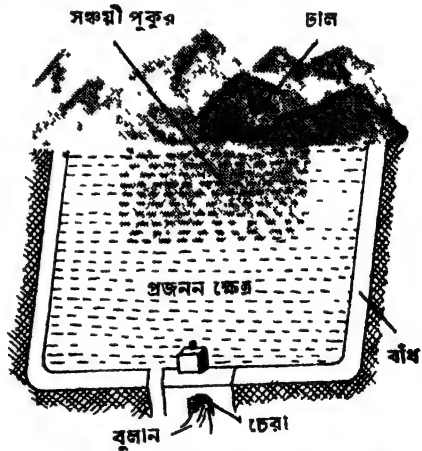 সঞ্চয়ী পুকুর
ঢাল
প্রজনন ক্ষেত্র
বাঁধ
চেরা
বুলান